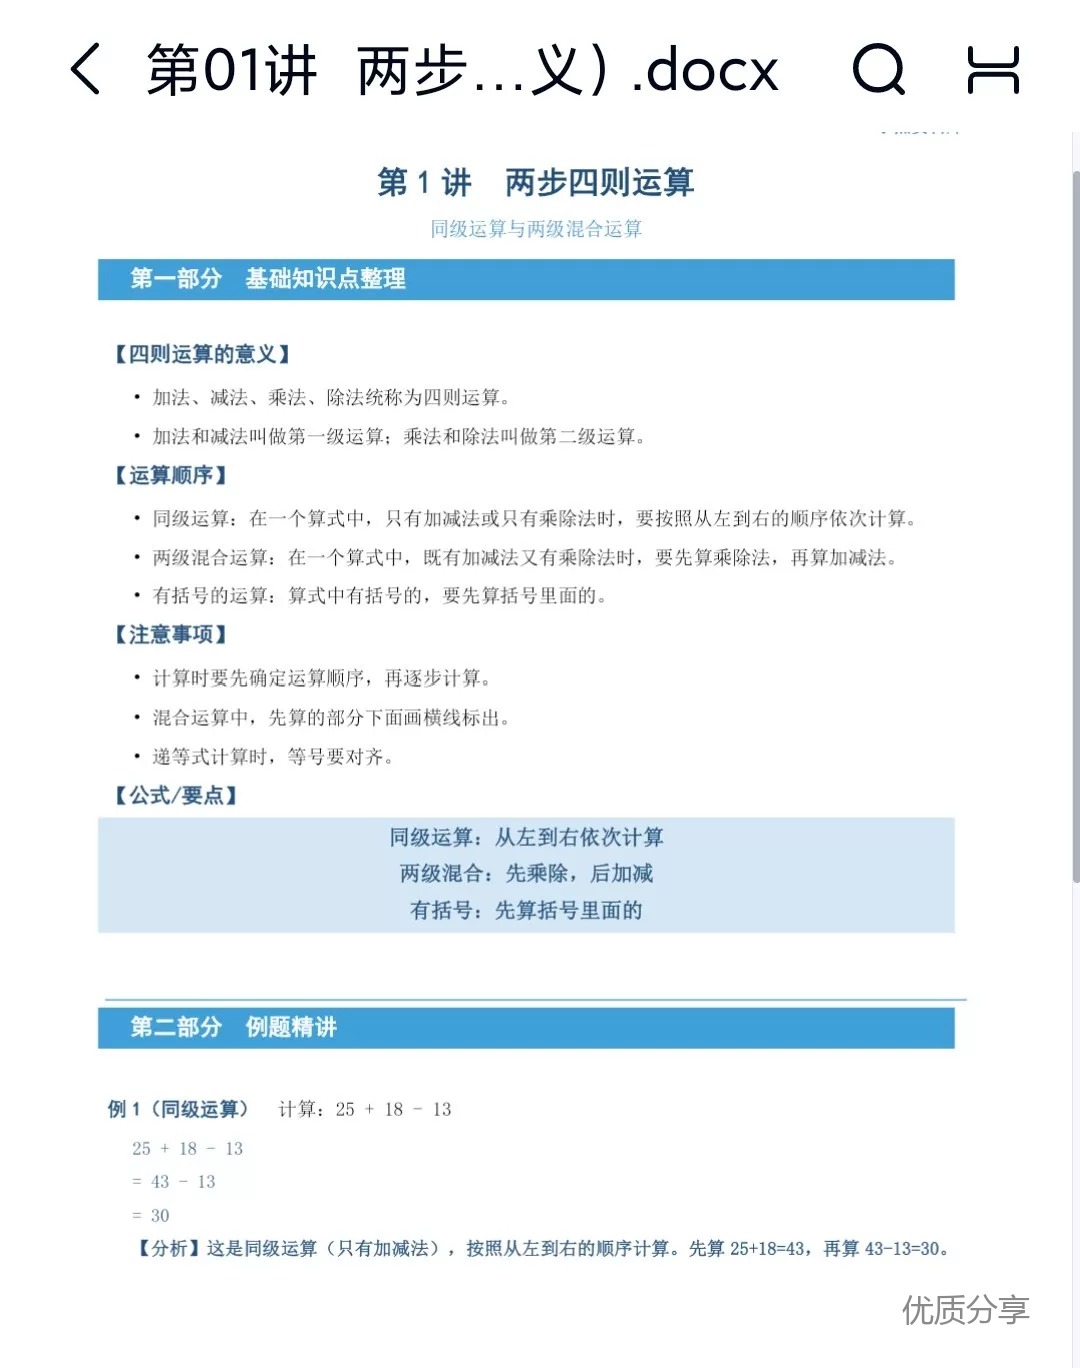 第01讲 两步…义）.docx
第 1 讲 两步四则运算
同级运算与两级混合运算
第一部分 基础知识点整理
【四则运算的意义】
• 加法、减法、乘法、除法统称为四则运算。
• 加法和减法叫做第一级运算；乘法和除法叫做第二级运算。
【运算顺序】
• 同级运算：在一个算式中，只有加减法或只有乘除法时，要按照从左到右的顺序依次计算。
• 两级混合运算：在一个算式中，既有加减法又有乘除法时，要先算乘除法，再算加减法。
• 有括号的运算：算式中有括号的，要先算括号里面的。
【注意事项】
• 计算时要先确定运算顺序，再逐步计算。
• 混合运算中，先算的部分下面画横线标出。
• 递等式计算时，等号要对齐。
【公式/要点】
同级运算：从左到右依次计算
两级混合：先乘除，后加减
有括号：先算括号里面的
第二部分 例题精讲
例 1（同级运算） 计算：25 + 18 - 13
25 + 18 - 13
= 43 - 13
= 30
【分析】这是同级运算（只有加减法），按照从左到右的顺序计算。先算 25+18=43，再算 43-13=30。
优质分享